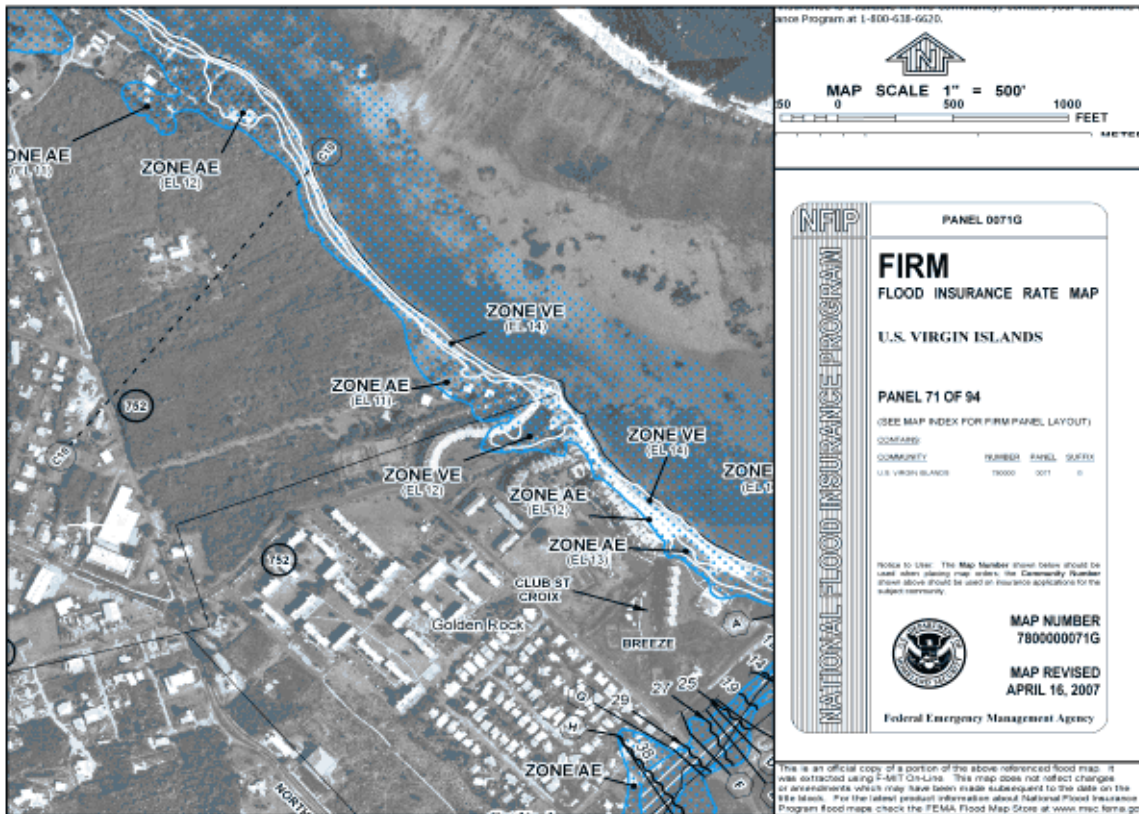 ance Program at 1-800-638-6620.
MAP SCALE 1" = 500'
0 500 1000
FEET
NFIP
PANEL 0071G
NATIONAL FLOOD INSURANCE PROGRAM
FIRM
FLOOD INSURANCE RATE MAP
U.S. VIRGIN ISLANDS
PANEL 71 OF 94
(SEE MAP INDEX FOR FIRM PANEL LAYOUT)
CONTAINS
COMMUNITY NUMBER PANEL SUFFIX
U.S. VIRGIN ISLANDS 780000 0071 G
Notice to User: The Map Number shown below should be
used when placing map orders; the Community Number
shown above should be used on insurance applications for the
subject community.
MAP NUMBER
7800000071G
MAP REVISED
APRIL 16, 2007
Federal Emergency Management Agency
This is an official copy of a portion of the above referenced flood map. It
was extracted using F-MIT On-Line. This map does not reflect changes
or amendments which may have been made subsequent to the date on the
title block. For the latest product information about National Flood Insurance
Program flood maps check the FEMA Flood Map Store at www.msc.fema.go
ZONE AE
(EL 12)
ONE AE
(EL 11)
C10
ZONE VE
(EL 14)
ZONE AE
(EL 11)
752
C10
ZONE VE
(EL 12)
ZONE VE
(EL 14)
ZONE
ZONE AE
(EL 12)
ZONE AE
(EL 13)
752
CLUB ST
CROIX
Golden Rock
BREEZE
A
14
19
25
27
29
G
H
38
F
ZONE AE
NORT